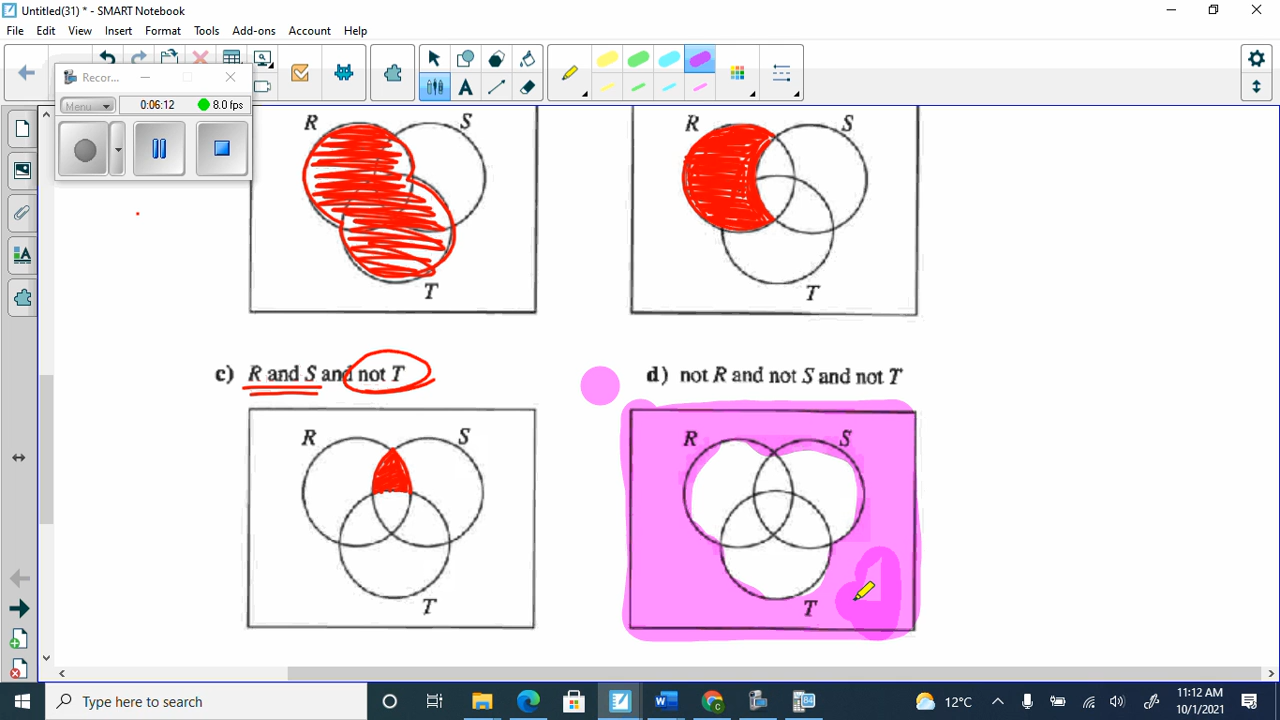 Untitled(31) * - SMART Notebook
File Edit View Insert Format Tools Add-ons Account Help
Recor...
Menu 0:06:12 8.0 fps
R S R S
T T
c) R and S and not T d) not R and not S and not T
R S R S
T T
Type here to search
12°C
11:12 AM
10/1/2021